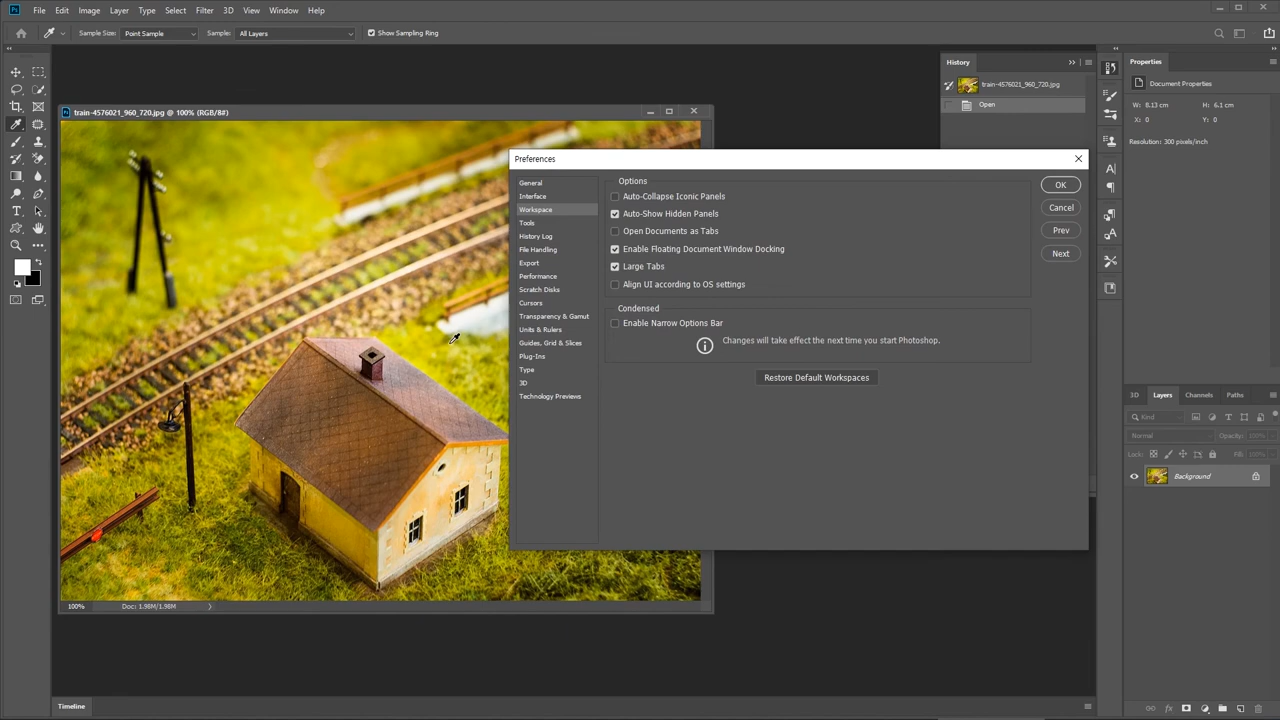 Ps File Edit Image Layer Type Select Filter 3D View Window Help
Sample Size: Point Sample Sample: All Layers Show Sampling Ring
train-4576021_960_720.jpg @ 100% (RGB/8#)
100% Doc: 1.98M/1.98M
Timeline
Preferences
General
Interface
Workspace
Tools
History Log
File Handling
Export
Performance
Scratch Disks
Cursors
Transparency & Gamut
Units & Rulers
Guides, Grid & Slices
Plug-Ins
Type
3D
Technology Previews
Options
Auto-Collapse Iconic Panels
Auto-Show Hidden Panels
Open Documents as Tabs
Enable Floating Document Window Docking
Large Tabs
Align UI according to OS settings
Condensed
Enable Narrow Options Bar
Changes will take effect the next time you start Photoshop.
Restore Default Workspaces
OK
Cancel
Prev
Next
History
train-4576021_960_720.jpg
Open
Properties
Document Properties
W: 8.13 cm H: 6.1 cm
X: 0 Y: 0
Resolution: 300 pixels/inch
3D Layers Channels Paths
Kind
Normal Opacity: 100%
Lock: Fill: 100%
Background